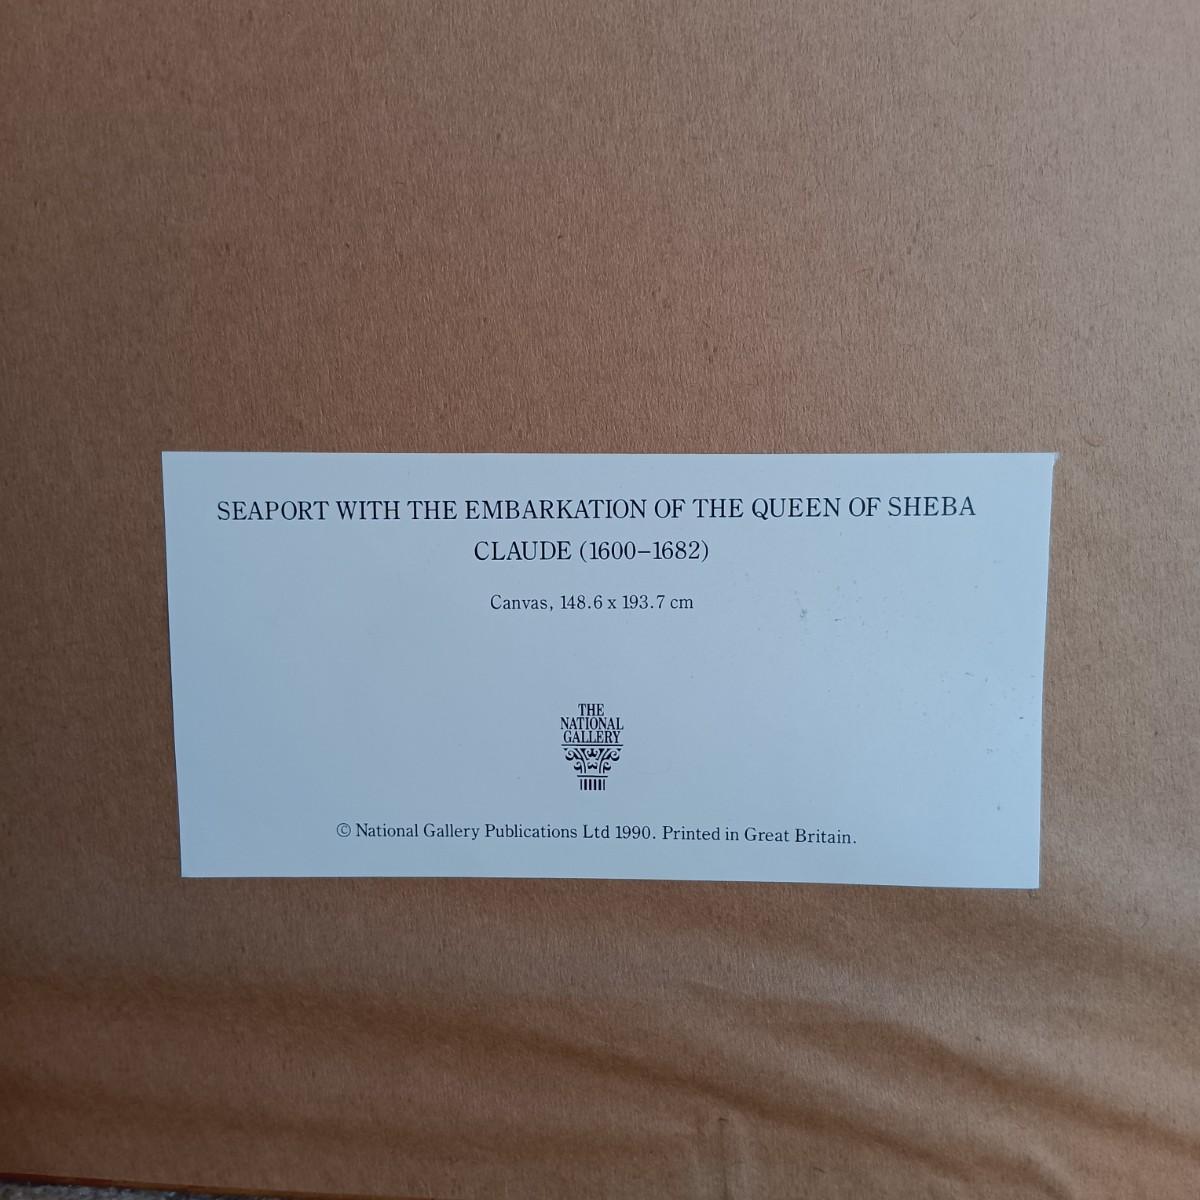 SEAPORT WITH THE EMBARKATION OF THE QUEEN OF SHEBA
CLAUDE (1600–1682)
Canvas, 148.6 x 193.7 cm
THE
NATIONAL
GALLERY
© National Gallery Publications Ltd 1990. Printed in Great Britain.